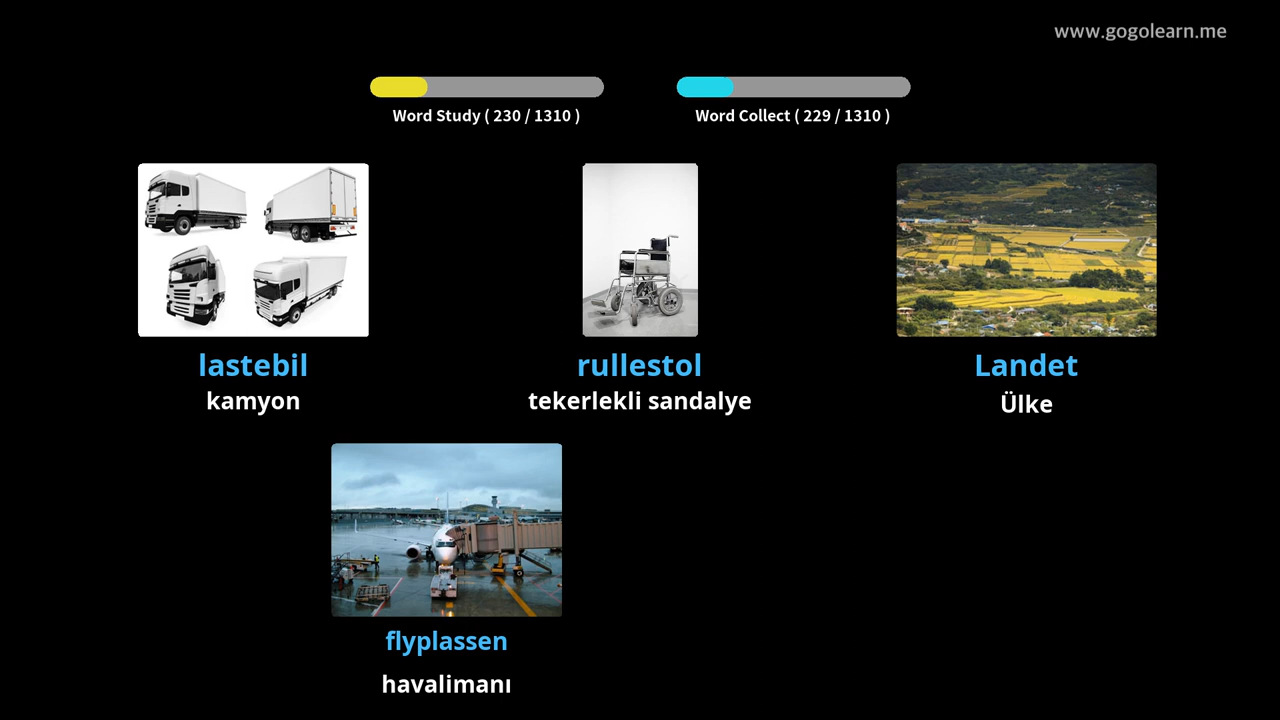 www.gogolearn.me
Word Study ( 230 / 1310 )
Word Collect ( 229 / 1310 )
lastebil
kamyon
rullestol
tekerlekli sandalye
Landet
Ülke
flyplassen
havalimanı